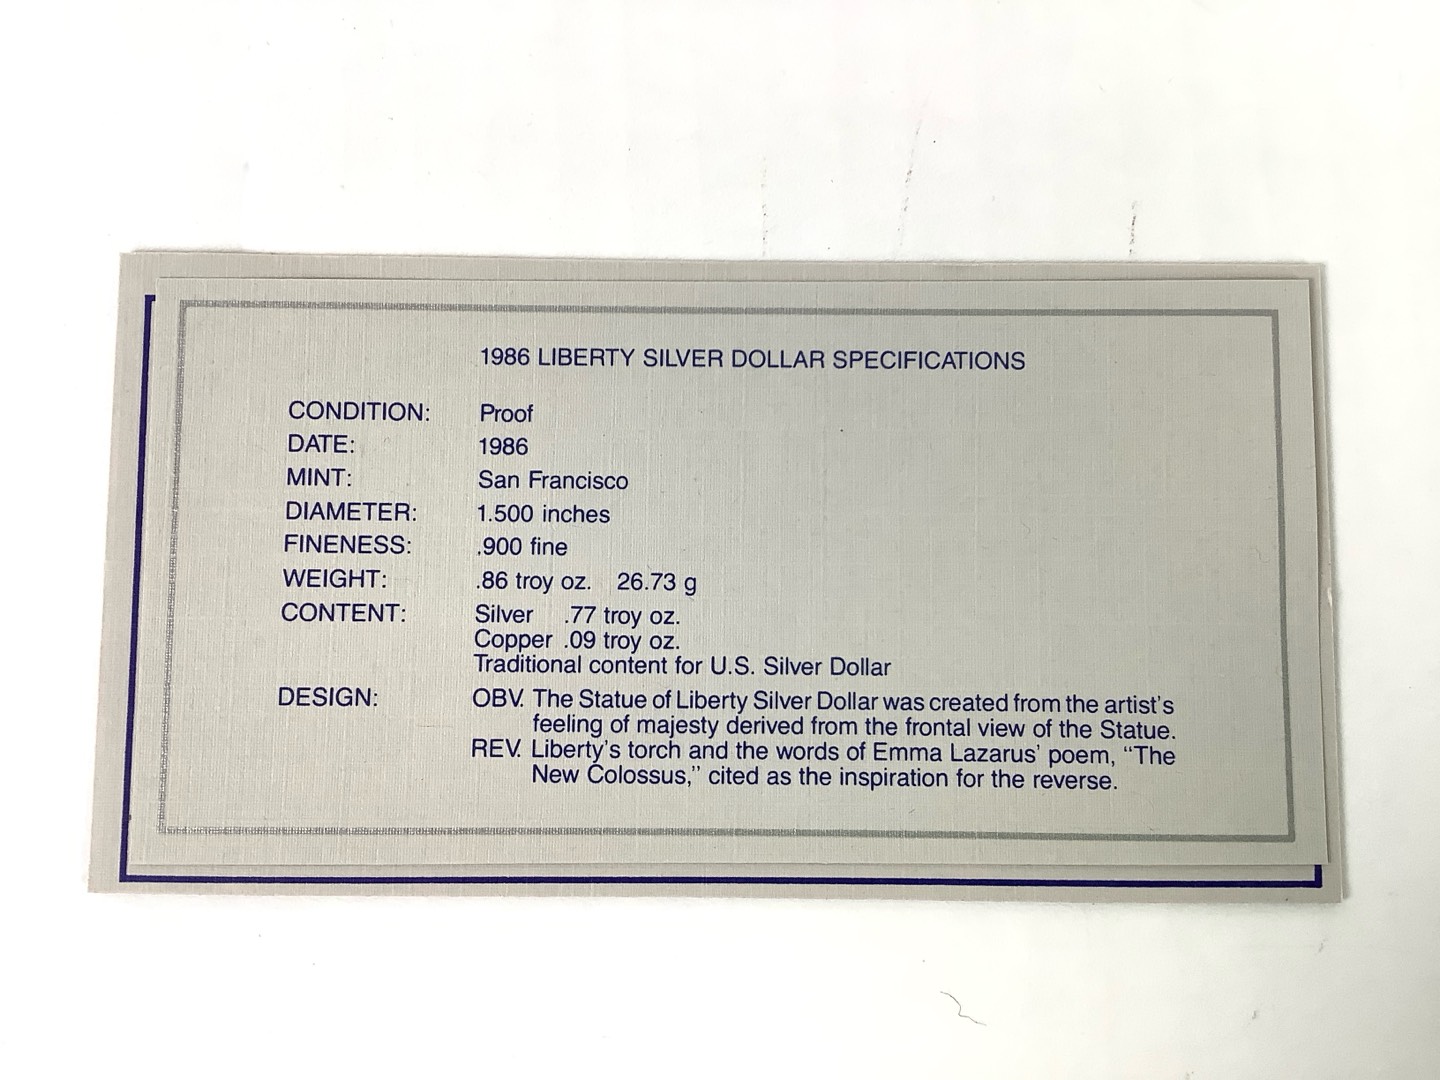 1986 LIBERTY SILVER DOLLAR SPECIFICATIONS
CONDITION: Proof
DATE: 1986
MINT: San Francisco
DIAMETER: 1.500 inches
FINENESS: .900 fine
WEIGHT: .86 troy oz. 26.73 g
CONTENT: Silver .77 troy oz.
Copper .09 troy oz.
Traditional content for U.S. Silver Dollar
DESIGN: OBV. The Statue of Liberty Silver Dollar was created from the artist's
feeling of majesty derived from the frontal view of the Statue.
REV. Liberty's torch and the words of Emma Lazarus' poem, "The
New Colossus," cited as the inspiration for the reverse.